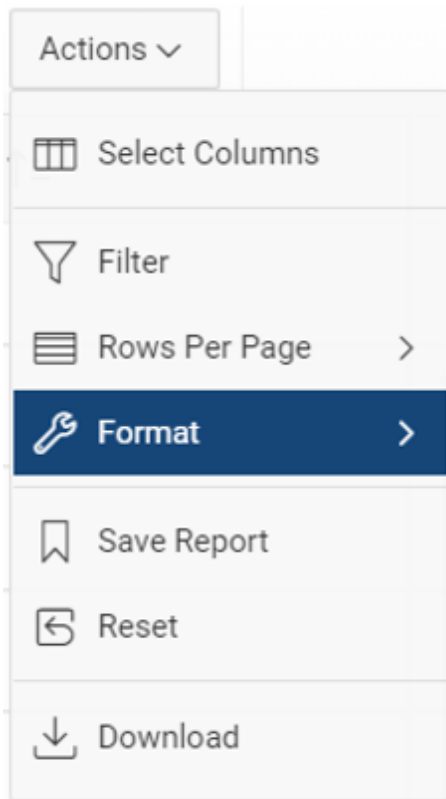 Actions
Select Columns
Filter
Rows Per Page
Format
Save Report
Reset
Download